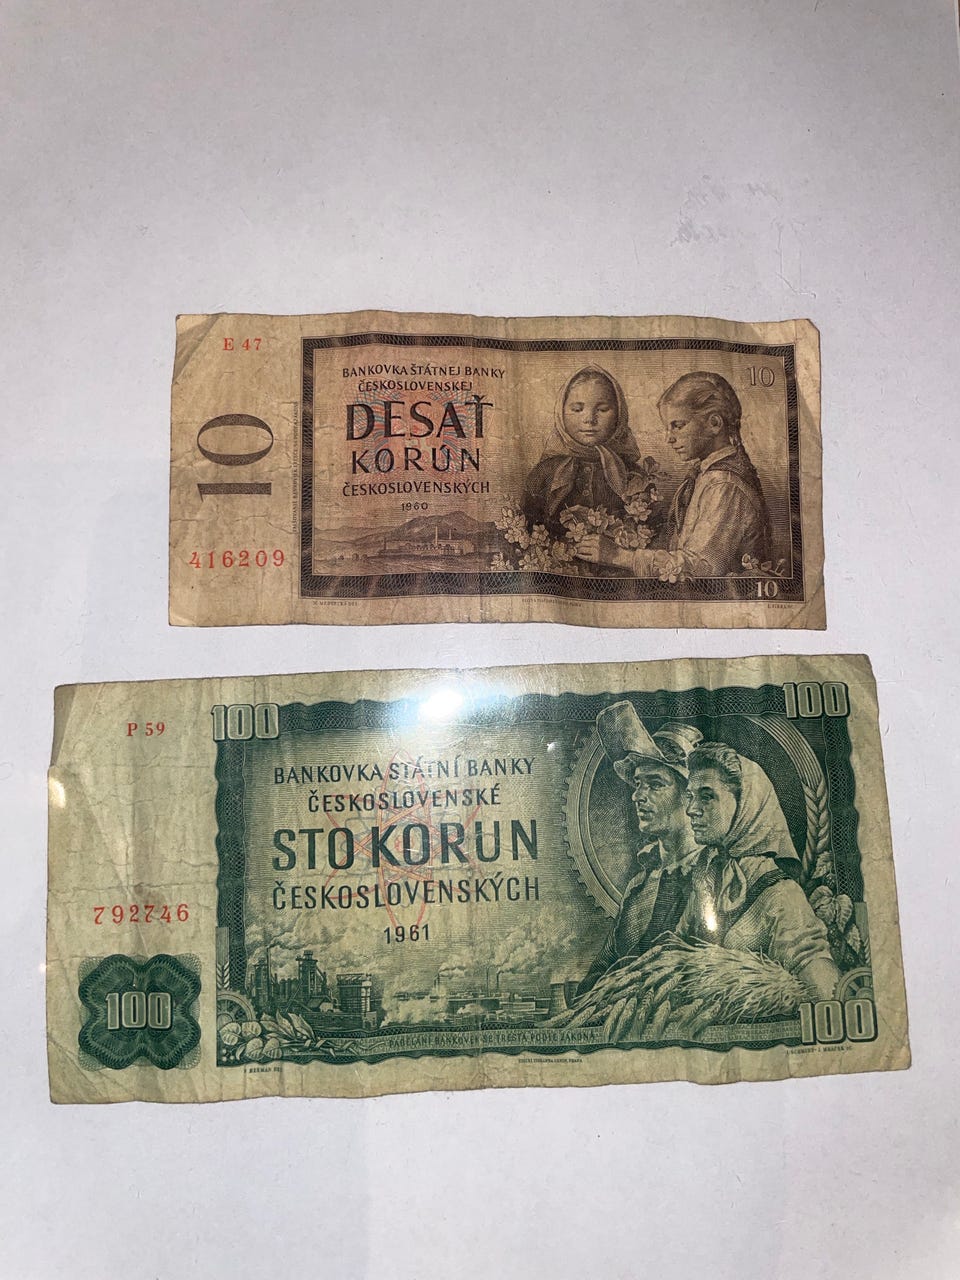 E 47
10
416209
BANKOVKA ŠTÁTNEJ BANKY
ČESKOSLOVENSKEJ
DESAŤ
KORÚN
ČESKOSLOVENSKÝCH
1960
10
10
P 59
100
100
BANKOVKA STÁTNÍ BANKY
ČESKOSLOVENSKÉ
STO KORUN
ČESKOSLOVENSKÝCH
1961
792746
100
100
PADĚLÁNÍ BANKOVEK SE TRESTÁ PODLE ZÁKONA